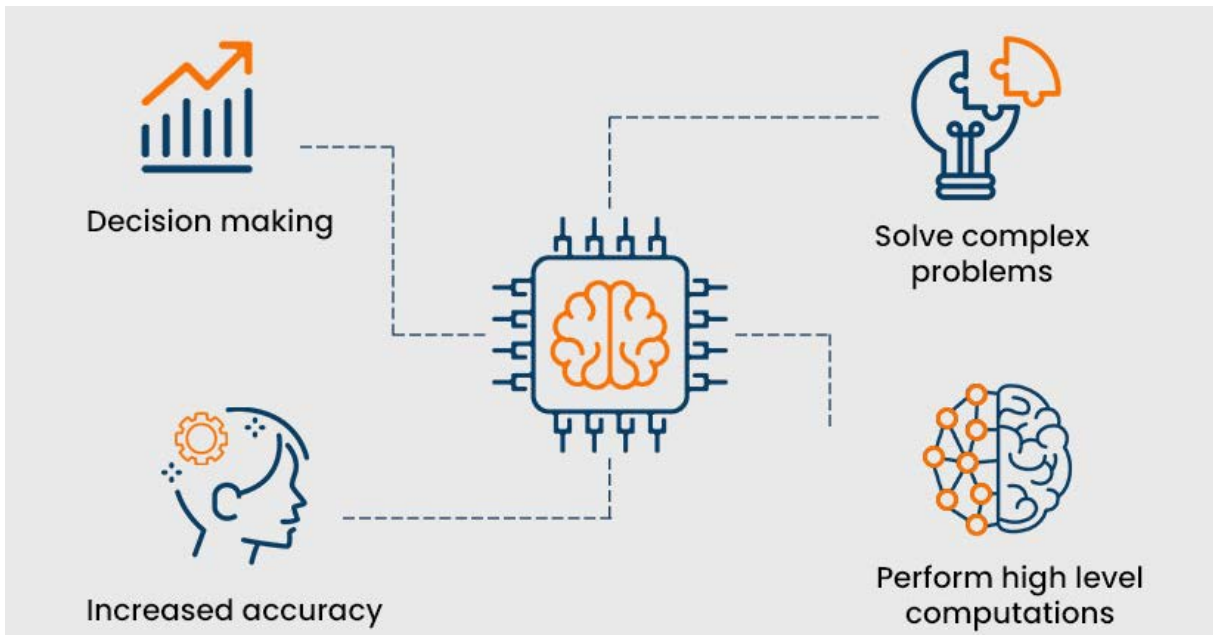 Decision making
Solve complex
problems
Increased accuracy
Perform high level
computations